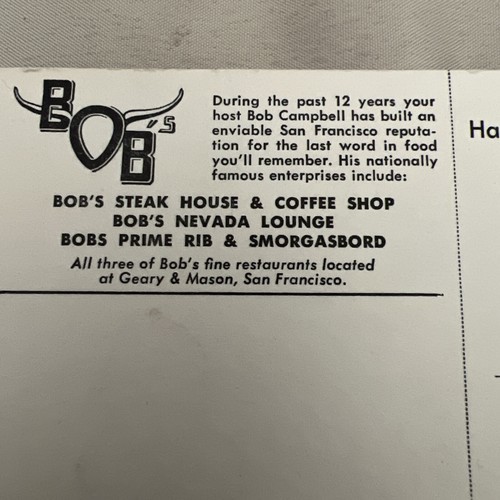 BOB'S
During the past 12 years your
host Bob Campbell has built an
enviable San Francisco reputa-
tion for the last word in food
you'll remember. His nationally
famous enterprises include:
BOB'S STEAK HOUSE & COFFEE SHOP
BOB'S NEVADA LOUNGE
BOBS PRIME RIB & SMORGASBORD
All three of Bob's fine restaurants located
at Geary & Mason, San Francisco.
Ha